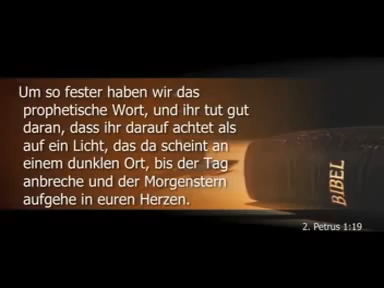 Um so fester haben wir das
prophetische Wort, und ihr tut gut
daran, dass ihr darauf achtet als
auf ein Licht, das da scheint an
einem dunklen Ort, bis der Tag
anbreche und der Morgenstern
aufgehe in euren Herzen.
BIBEL
2. Petrus 1:19